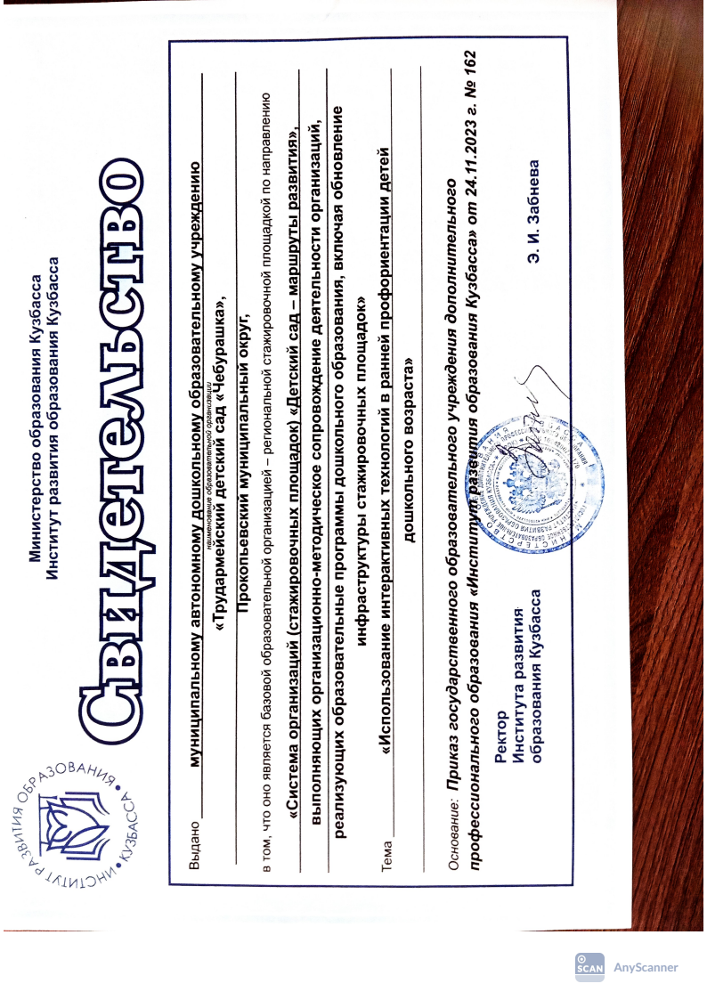 Министерство образования Кузбасса
Институт развития образования Кузбасса
• ИНСТИТУТ РАЗВИТИЯ ОБРАЗОВАНИЯ • КУЗБАССА
Свидетельство
Выдано муниципальному автономному дошкольному образовательному учреждению
наименование образовательной организации
«Трудармейский детский сад «Чебурашка»,
Прокопьевский муниципальный округ,
в том, что оно является базовой образовательной организацией – региональной стажировочной площадкой по направлению
«Система организаций (стажировочных площадок) «Детский сад – маршруты развития»,
выполняющих организационно-методическое сопровождение деятельности организаций,
реализующих образовательные программы дошкольного образования, включая обновление
инфраструктуры стажировочных площадок»
Тема «Использование интерактивных технологий в ранней профориентации детей
дошкольного возраста»
Основание: Приказ государственного образовательного учреждения дополнительного
профессионального образования «Институт развития образования Кузбасса» от 24.11.2023 г. № 162
Ректор
Института развития
образования Кузбасса
Э. И. Забнева
SCAN
AnyScanner